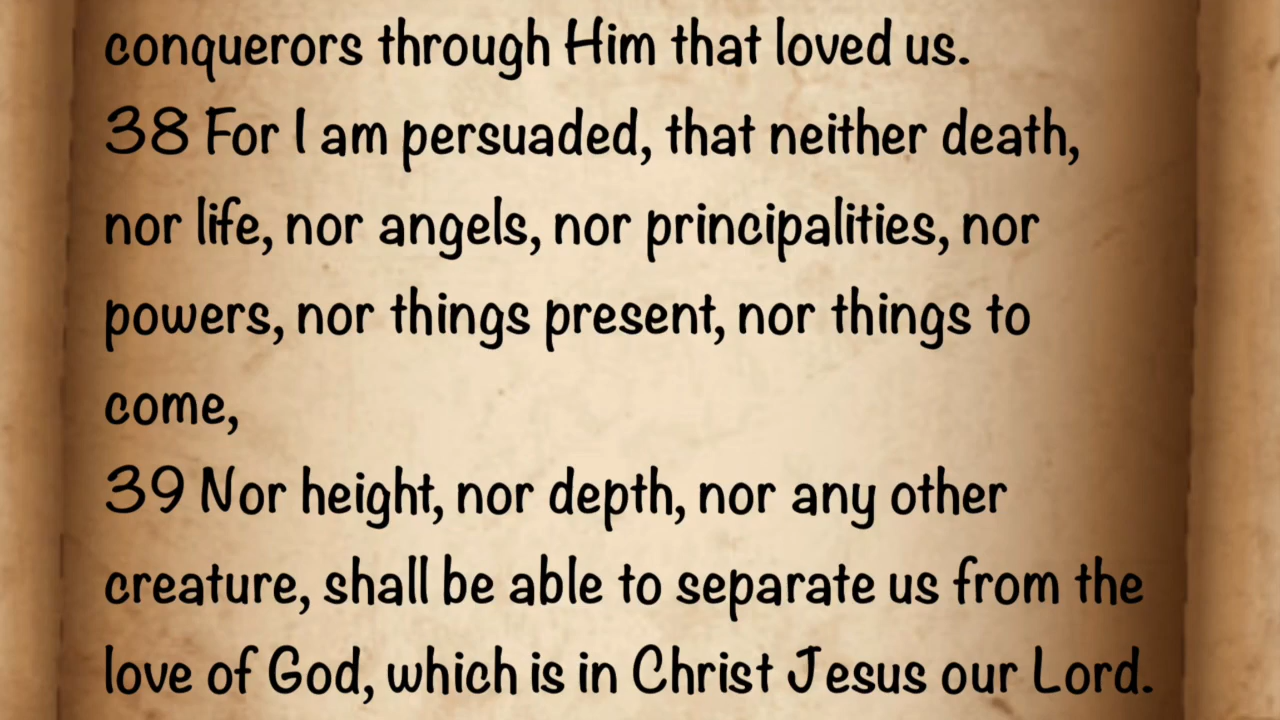 conquerors through Him that loved us.
38 For I am persuaded, that neither death,
nor life, nor angels, nor principalities, nor
powers, nor things present, nor things to
come,
39 Nor height, nor depth, nor any other
creature, shall be able to separate us from the
love of God, which is in Christ Jesus our Lord.